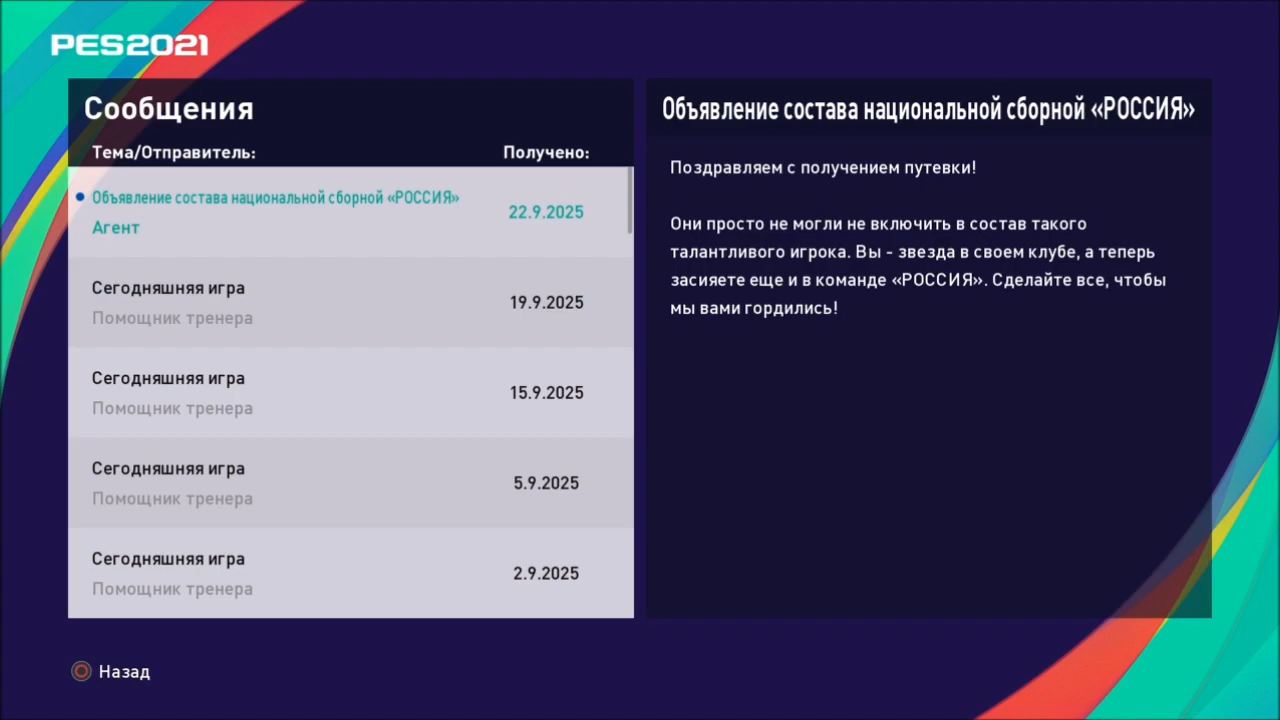 PES2021
Сообщения
Тема/Отправитель: Получено:
Объявление состава национальной сборной «РОССИЯ»
Агент
22.9.2025
Сегодняшняя игра
Помощник тренера
19.9.2025
Сегодняшняя игра
Помощник тренера
15.9.2025
Сегодняшняя игра
Помощник тренера
5.9.2025
Сегодняшняя игра
Помощник тренера
2.9.2025
Объявление состава национальной сборной «РОССИЯ»
Поздравляем с получением путевки!
Они просто не могли не включить в состав такого
талантливого игрока. Вы - звезда в своем клубе, а теперь
засияете еще и в команде «РОССИЯ». Сделайте все, чтобы
мы вами гордились!
Назад